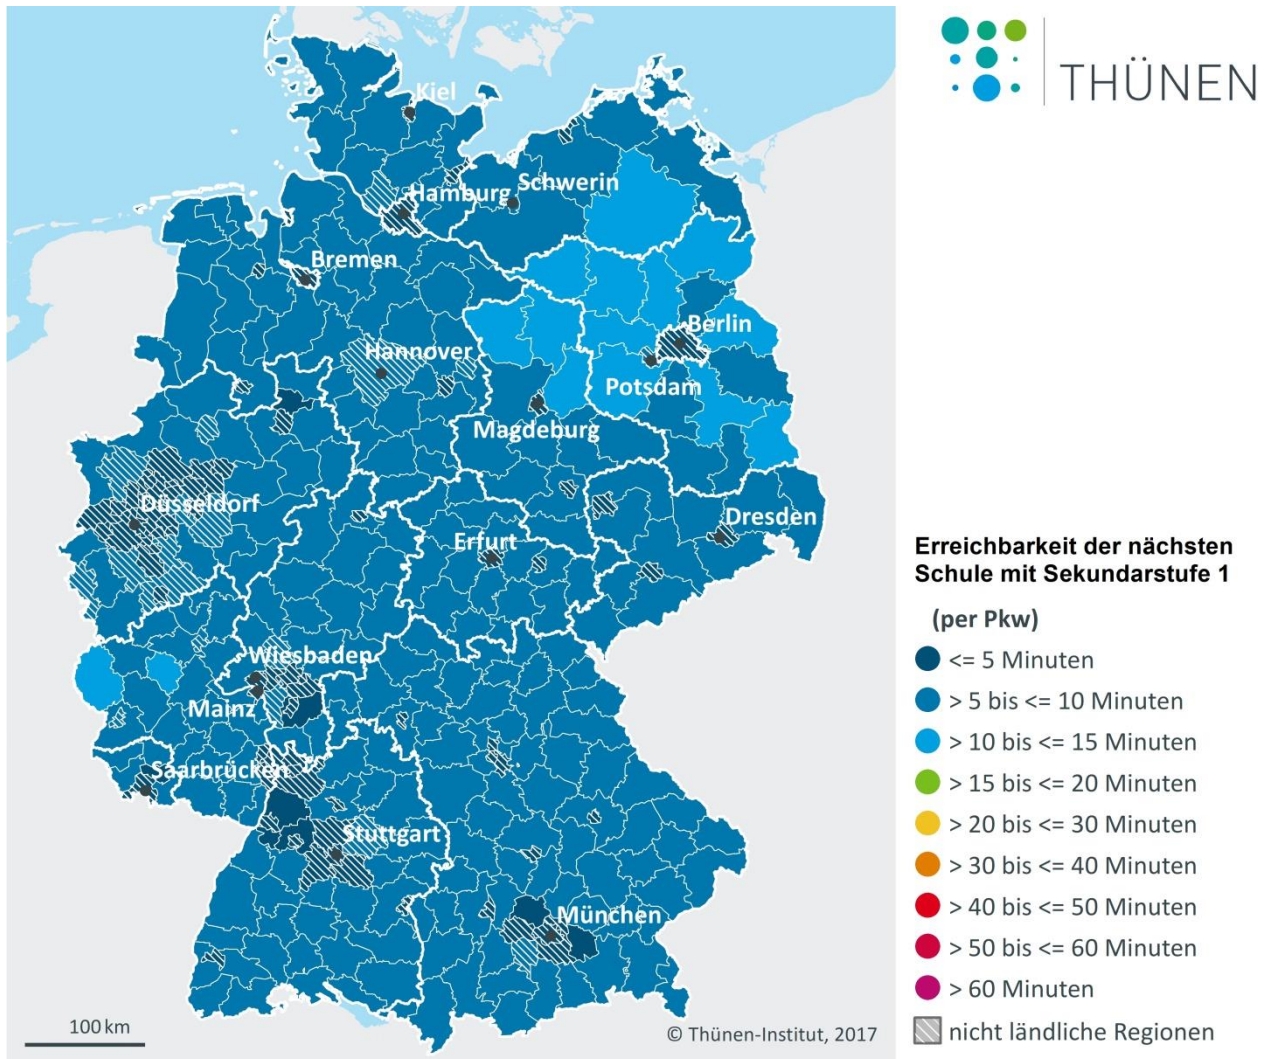 THÜNEN
Kiel
Schwerin
Hamburg
Bremen
Berlin
Hannover
Potsdam
Magdeburg
Düsseldorf
Dresden
Erfurt
Wiesbaden
Mainz
Saarbrücken
Stuttgart
München
Erreichbarkeit der nächsten
Schule mit Sekundarstufe 1
(per Pkw)
<= 5 Minuten
> 5 bis <= 10 Minuten
> 10 bis <= 15 Minuten
> 15 bis <= 20 Minuten
> 20 bis <= 30 Minuten
> 30 bis <= 40 Minuten
> 40 bis <= 50 Minuten
> 50 bis <= 60 Minuten
> 60 Minuten
nicht ländliche Regionen
100 km
© Thünen-Institut, 2017